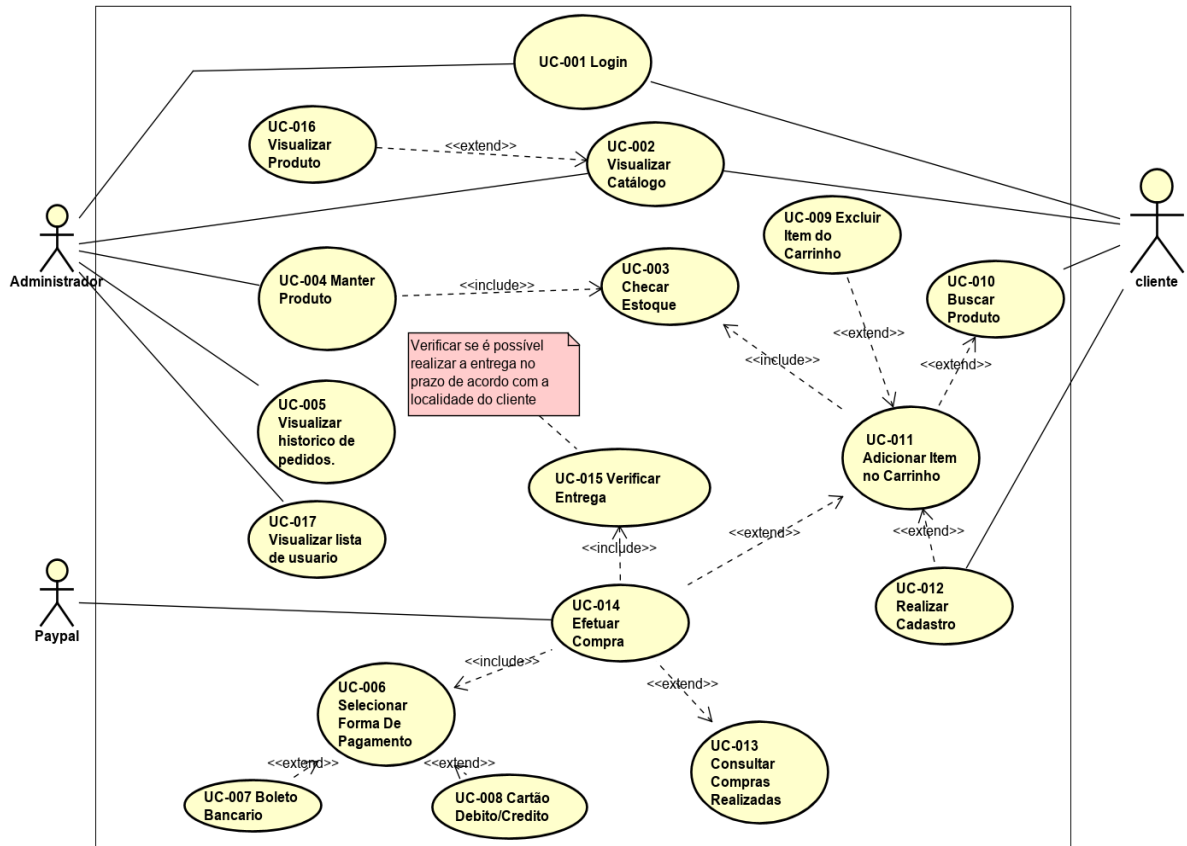 UC-001 Login
UC-016
Visualizar
Produto
<<extend>>
UC-002
Visualizar
Catálogo
UC-009 Excluir
Item do
Carrinho
Administrador
cliente
UC-004 Manter
Produto
<<include>>
UC-003
Checar
Estoque
UC-010
Buscar
Produto
<<extend>>
<<include>>
<<extend>>
Verificar se é possível
realizar a entrega no
prazo de acordo com a
localidade do cliente
UC-005
Visualizar
historico de
pedidos.
UC-011
Adicionar Item
no Carrinho
UC-015 Verificar
Entrega
UC-017
Visualizar lista
de usuario
<<include>>
<<extend>>
<<extend>>
UC-012
Realizar
Cadastro
Paypal
UC-014
Efetuar
Compra
<<include>>
<<extend>>
UC-006
Selecionar
Forma De
Pagamento
UC-013
Consultar
Compras
Realizadas
<<extend>>
<<extend>>
UC-007 Boleto
Bancario
UC-008 Cartão
Debito/Credito